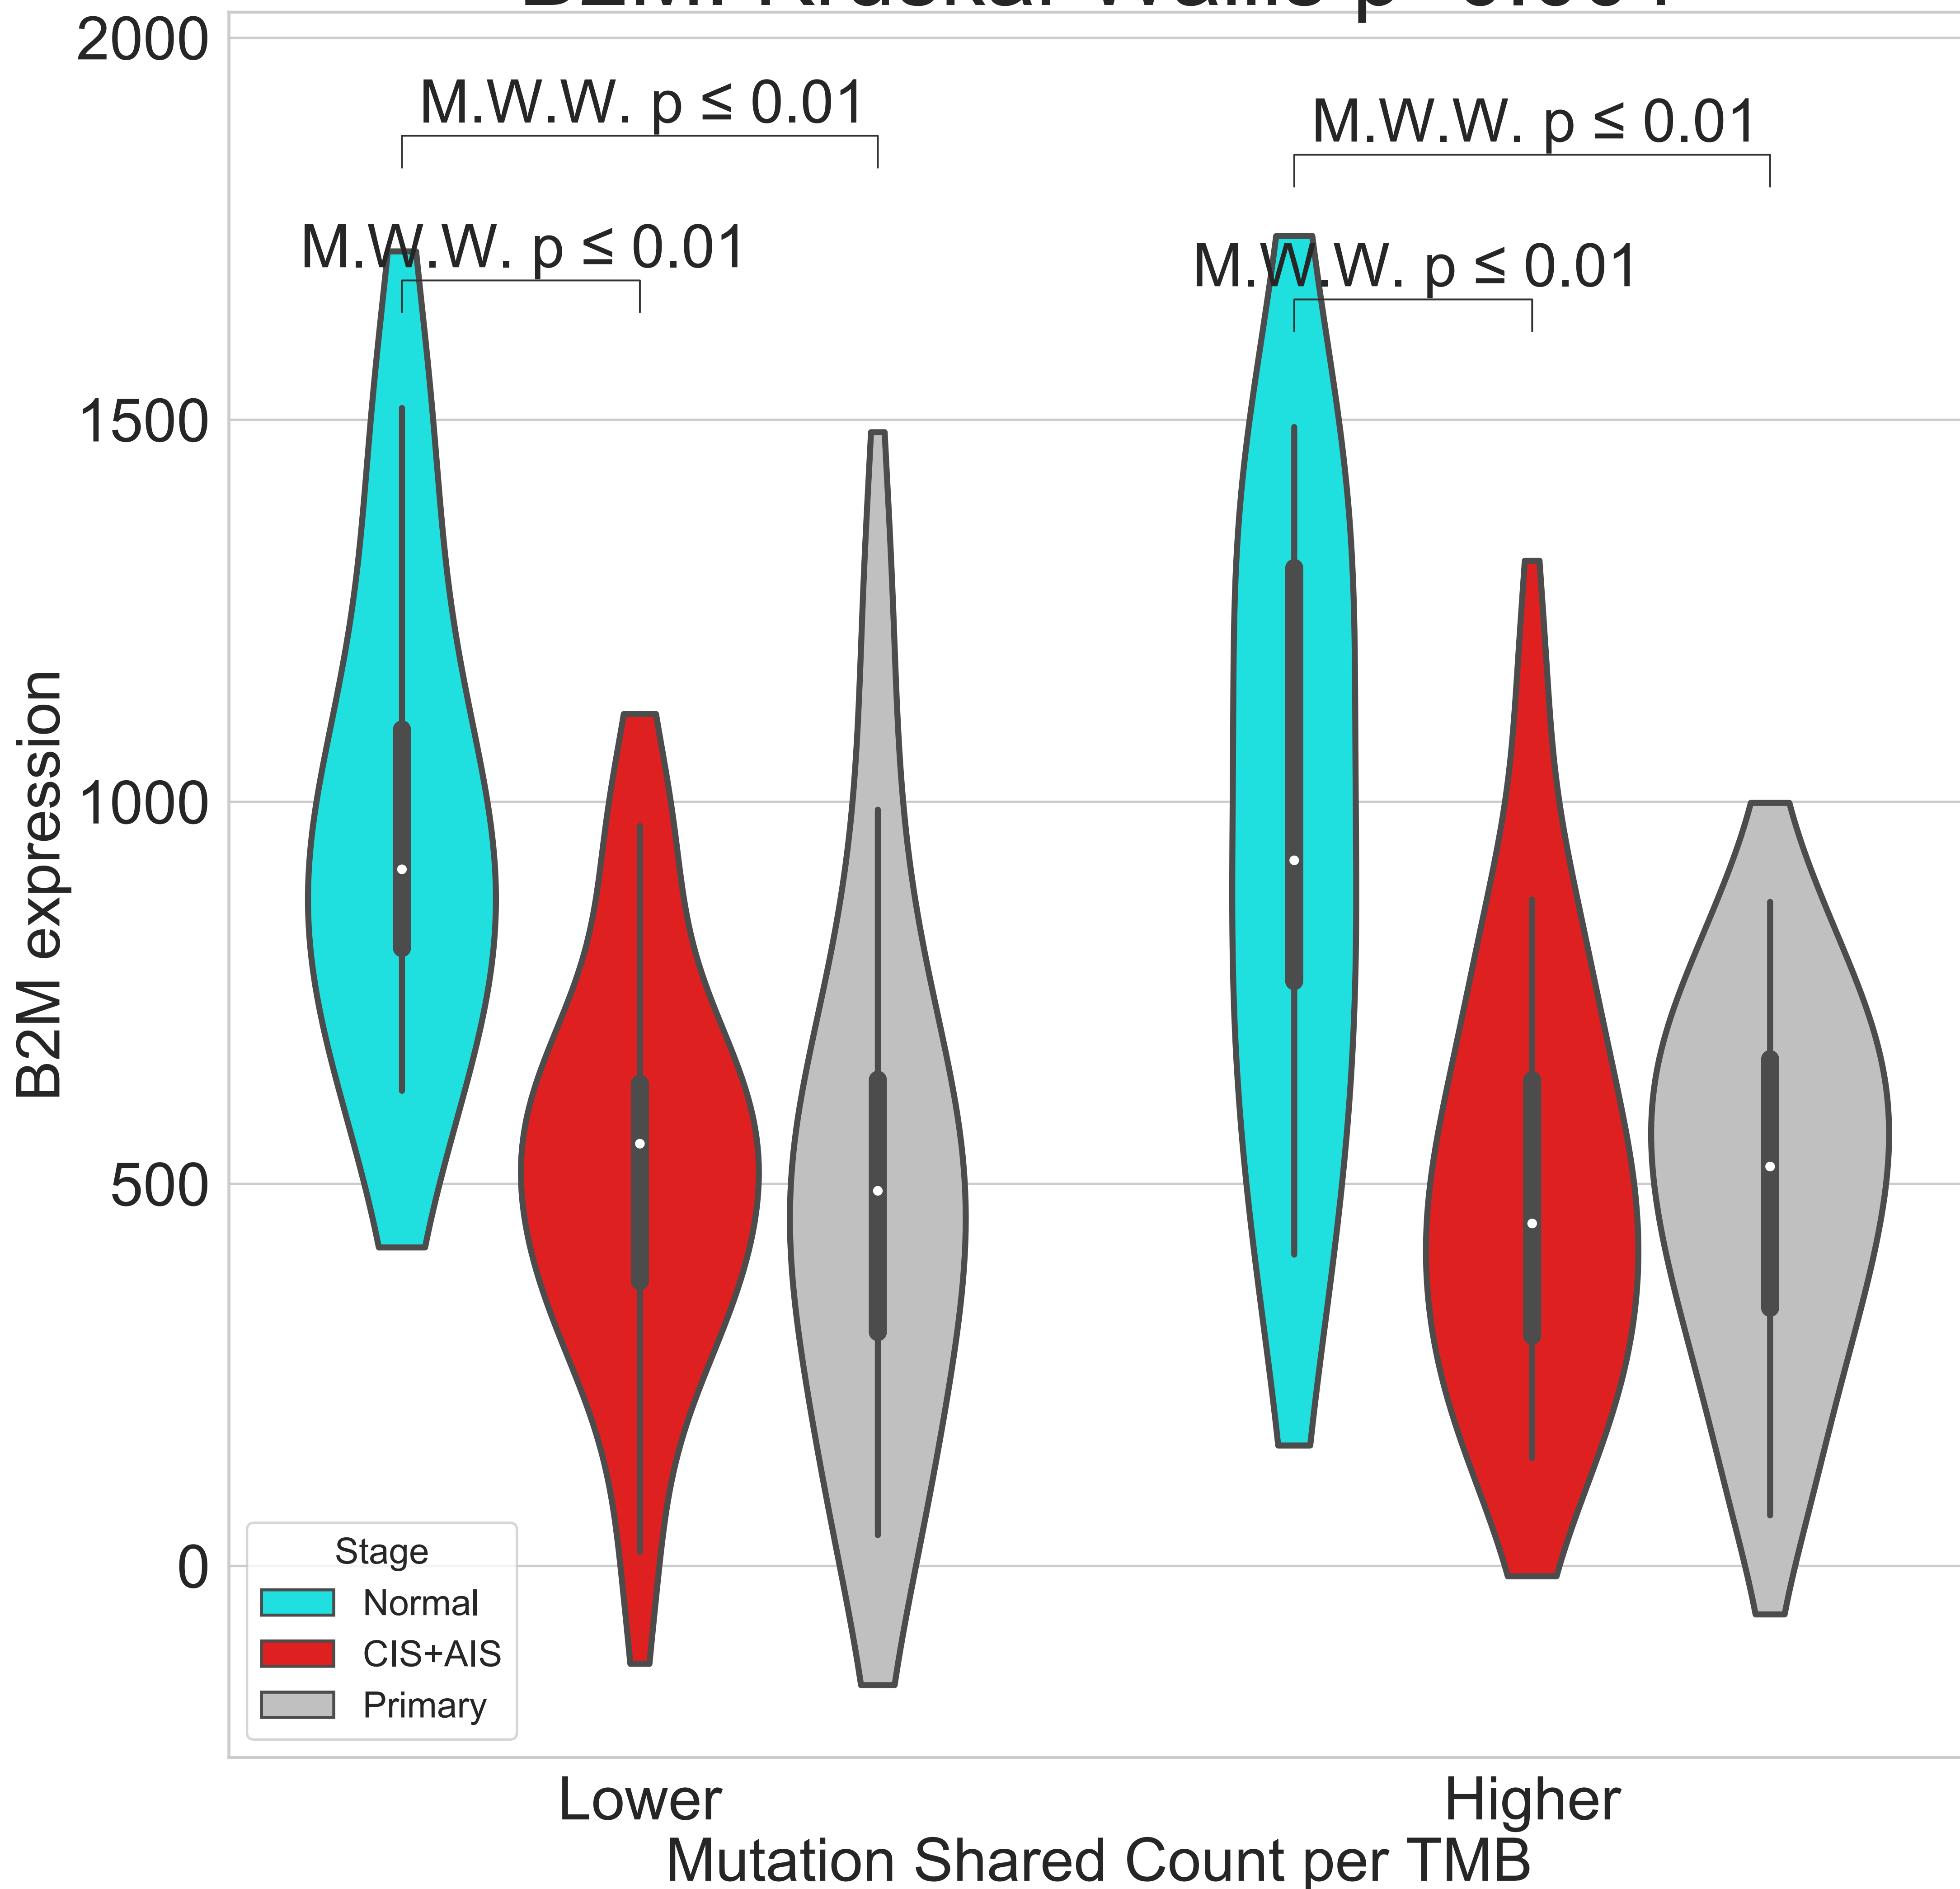 2000
M.W.W. p ≤ 0.01
M.W.W. p ≤ 0.01
M.W.W. p ≤ 0.01
M.W.W. p ≤ 0.01
1500
1000
500
0
B2M expression
Stage
Normal
CIS+AIS
Primary
Lower
Higher
Mutation Shared Count per TMB